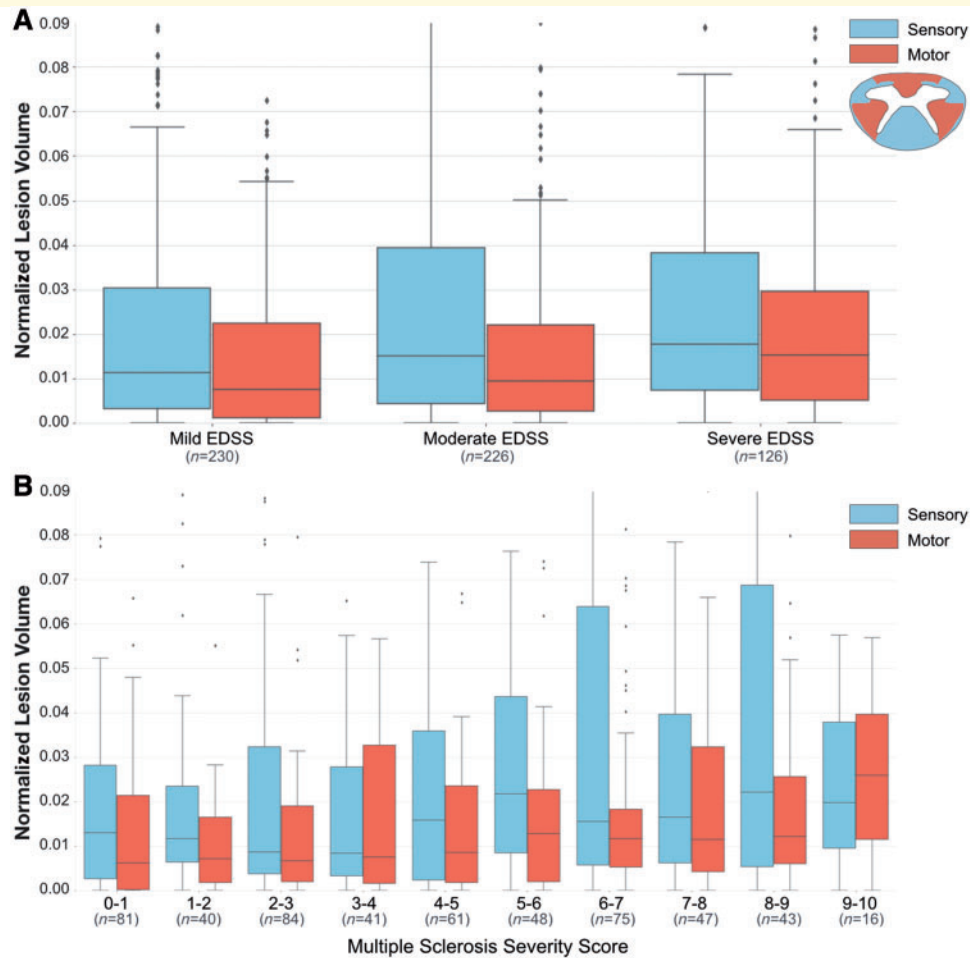 A
0.09
0.08
0.07
0.06
0.05
0.04
0.03
0.02
0.01
0.00
Normalized Lesion Volume
Sensory
Motor
Mild EDSS
(n=230)
Moderate EDSS
(n=226)
Severe EDSS
(n=126)
B
0.09
0.08
0.07
0.06
0.05
0.04
0.03
0.02
0.01
0.00
Normalized Lesion Volume
Sensory
Motor
0-1 1-2 2-3 3-4 4-5 5-6 6-7 7-8 8-9 9-10
(n=81) (n=40) (n=84) (n=41) (n=61) (n=48) (n=75) (n=47) (n=43) (n=16)
Multiple Sclerosis Severity Score